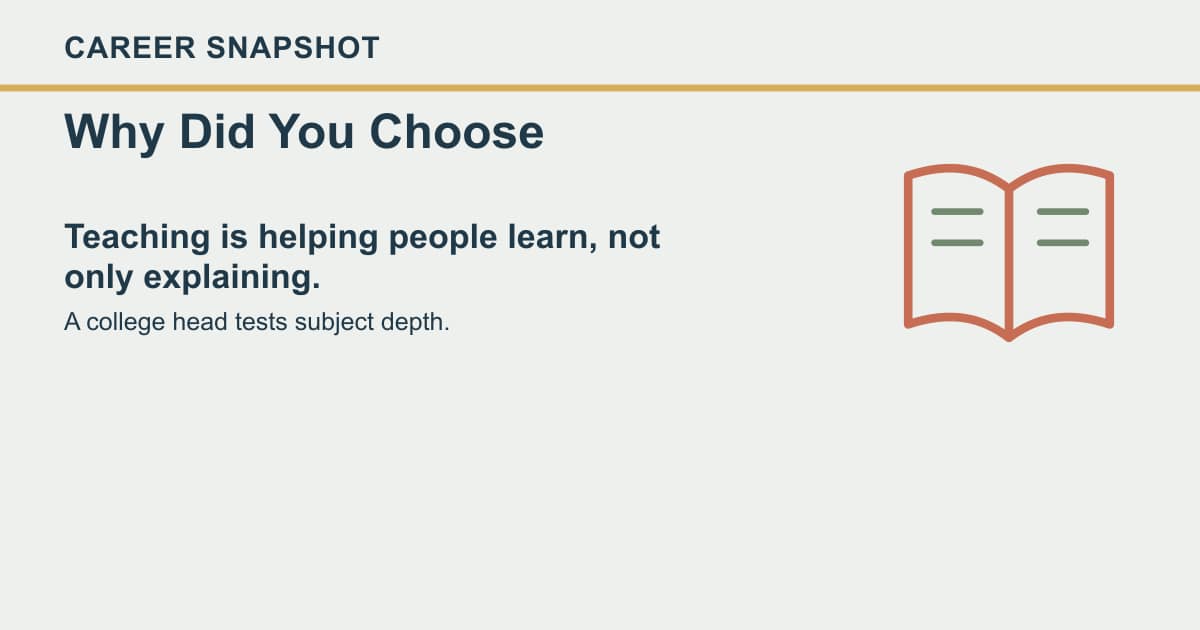 CAREER SNAPSHOT
Why Did You Choose
Teaching is helping people learn, not
only explaining.
A college head tests subject depth.